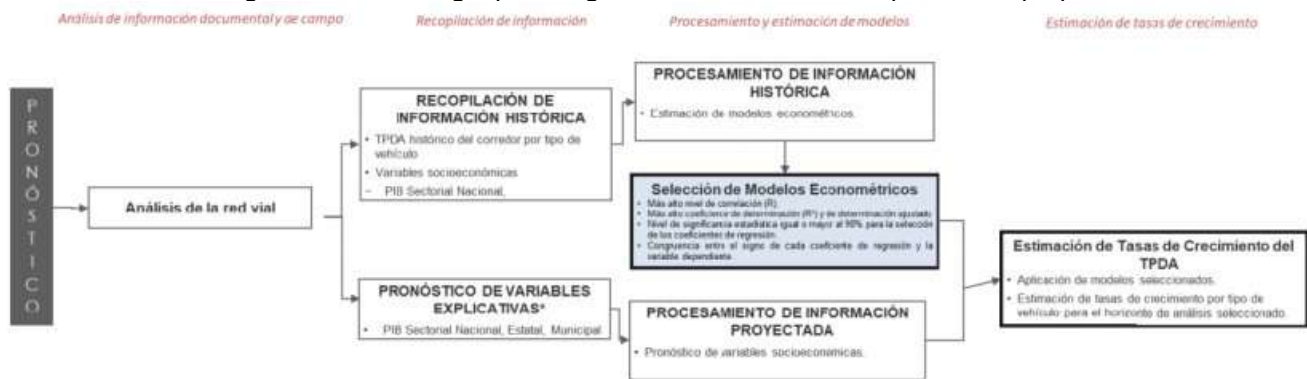 Análisis de información documental y de campo
Recopilación de información
Procesamiento y estimación de modelos
Estimación de tasas de crecimiento
PRONÓSTICO
Análisis de la red vial
RECOPILACIÓN DE
INFORMACIÓN HISTÓRICA
• TPDA histórico del corredor por tipo de
vehículo
• Variables socioeconómicas
– PIB Sectorial Nacional,
PRONÓSTICO DE VARIABLES
EXPLICATIVAS*
• PIB Sectorial Nacional, Estatal, Municipal
PROCESAMIENTO DE INFORMACIÓN
HISTÓRICA
• Estimación de modelos econométricos.
Selección de Modelos Econométricos
• Más alto nivel de correlación (R)
• Más alto coeficiente de determinación (R²) y de determinación ajustado
• Nivel de significancia estadística igual o mayor al 90% para la selección
de los coeficientes de regresión.
• Congruencia entre el signo de cada coeficiente de regresión y la
variable dependiente
PROCESAMIENTO DE INFORMACIÓN
PROYECTADA
• Pronóstico de variables socioeconomicas.
Estimación de Tasas de Crecimiento del
TPDA
• Aplicación de modelos seleccionados.
• Estimación de tasas de crecimiento por tipo de
vehículo para el horizonte de análisis seleccionado.